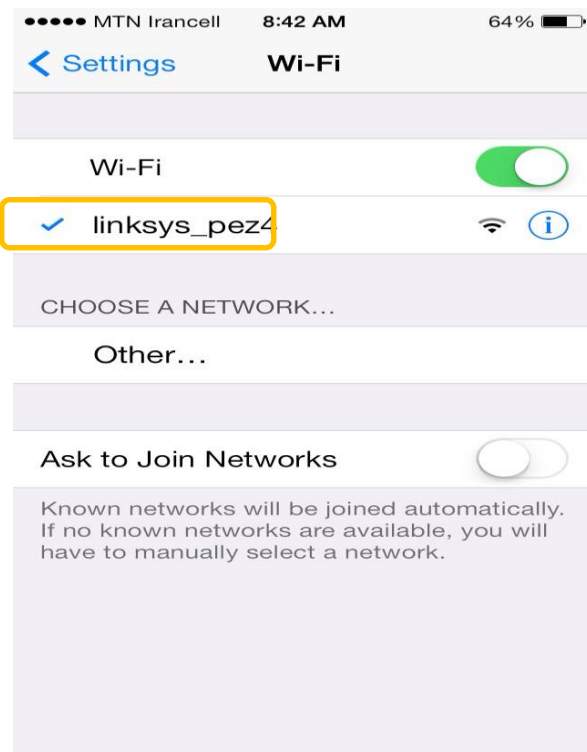 MTN Irancell 8:42 AM 64%
Settings Wi-Fi
Wi-Fi
linksys_pez4
CHOOSE A NETWORK...
Other...
Ask to Join Networks
Known networks will be joined automatically.
If no known networks are available, you will
have to manually select a network.